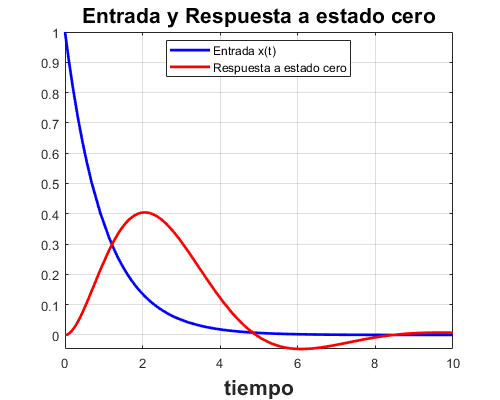 Entrada y Respuesta a estado cero
Entrada x(t)
Respuesta a estado cero
1
0.9
0.8
0.7
0.6
0.5
0.4
0.3
0.2
0.1
0
0 2 4 6 8 10
tiempo